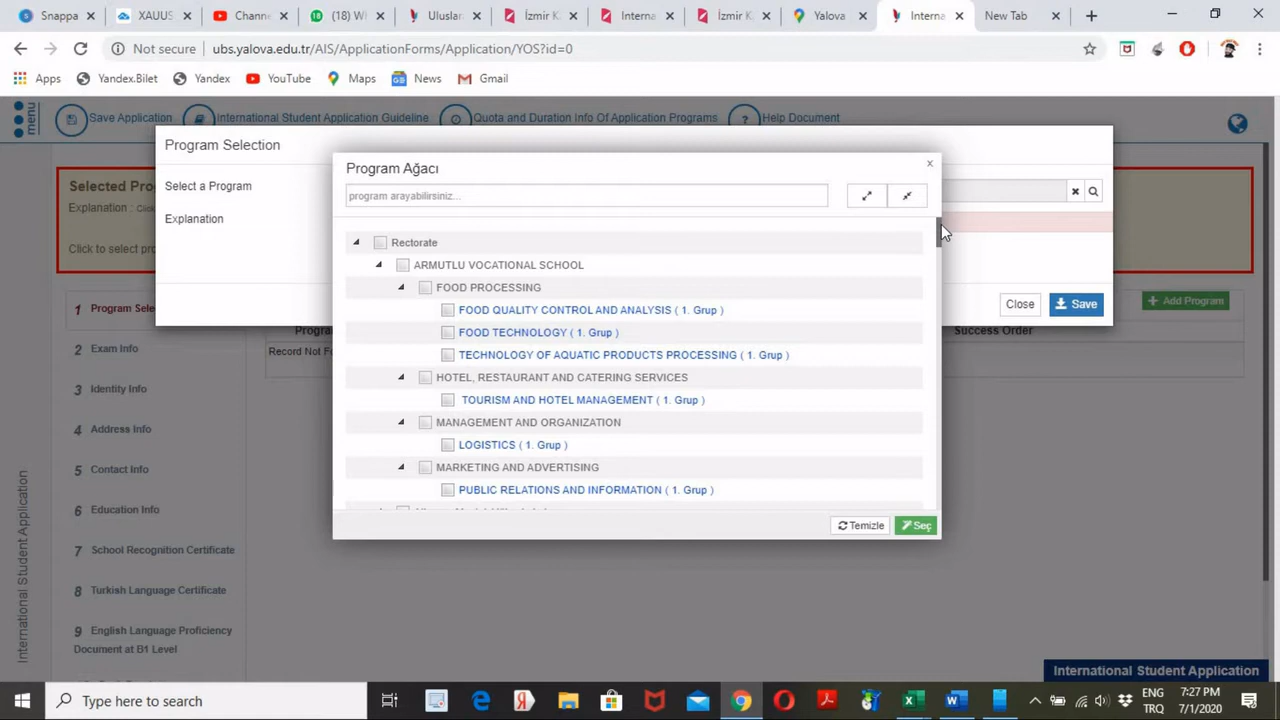 Snappa
XAUUS
Chann
(18) W
Uluslar
İzmir K
Interna
İzmir
Yalova
Interna
New Tab
Not secure
ubs.yalova.edu.tr/AIS/ApplicationForms/Application/YOS?id=0
Apps
Yandex.Bilet
Yandex
YouTube
Maps
News
Gmail
menu
Save Application
International Student Application Guideline
Quota and Duration Info Of Application Programs
Help Document
Program Selection
Select a Program
Explanation
Close
Save
Selected Pro
Explanation : Click
Click to select pro
Add Program
Success Order
Program
Record Not Fo
1 Program Sele
2 Exam Info
3 Identity Info
4 Address Info
5 Contact Info
6 Education Info
7 School Recognition Certificate
8 Turkish Language Certificate
9 English Language Proficiency
Document at B1 Level
International Student Application
Program Ağacı
x
program arayabilirsiniz...
Rectorate
ARMUTLU VOCATIONAL SCHOOL
FOOD PROCESSING
FOOD QUALITY CONTROL AND ANALYSIS ( 1. Grup )
FOOD TECHNOLOGY ( 1. Grup )
TECHNOLOGY OF AQUATIC PRODUCTS PROCESSING ( 1. Grup )
HOTEL, RESTAURANT AND CATERING SERVICES
TOURISM AND HOTEL MANAGEMENT ( 1. Grup )
MANAGEMENT AND ORGANIZATION
LOGISTICS ( 1. Grup )
MARKETING AND ADVERTISING
PUBLIC RELATIONS AND INFORMATION ( 1. Grup )
Temizle
Seç
International Student Application
Type here to search
ENG
TRQ
7:27 PM
7/1/2020